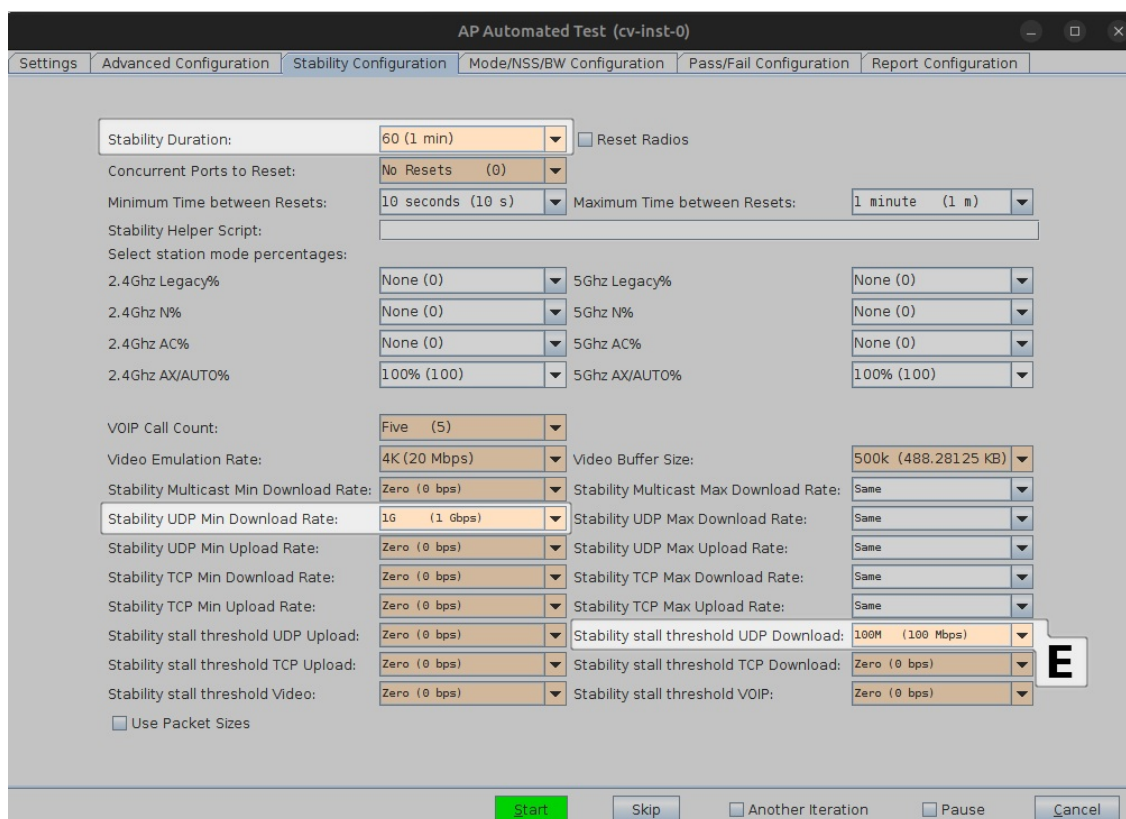 AP Automated Test (cv-inst-0)
Settings Advanced Configuration Stability Configuration Mode/NSS/BW Configuration Pass/Fail Configuration Report Configuration
Stability Duration: 60 (1 min) Reset Radios
Concurrent Ports to Reset: No Resets (0)
Minimum Time between Resets: 10 seconds (10 s) Maximum Time between Resets: 1 minute (1 m)
Stability Helper Script:
Select station mode percentages:
2.4Ghz Legacy% None (0) 5Ghz Legacy% None (0)
2.4Ghz N% None (0) 5Ghz N% None (0)
2.4Ghz AC% None (0) 5Ghz AC% None (0)
2.4Ghz AX/AUTO% 100% (100) 5Ghz AX/AUTO% 100% (100)
VOIP Call Count: Five (5)
Video Emulation Rate: 4K (20 Mbps) Video Buffer Size: 500k (488.28125 KB)
Stability Multicast Min Download Rate: Zero (0 bps) Stability Multicast Max Download Rate: Same
Stability UDP Min Download Rate: 1G (1 Gbps) Stability UDP Max Download Rate: Same
Stability UDP Min Upload Rate: Zero (0 bps) Stability UDP Max Upload Rate: Same
Stability TCP Min Download Rate: Zero (0 bps) Stability TCP Max Download Rate: Same
Stability TCP Min Upload Rate: Zero (0 bps) Stability TCP Max Upload Rate: Same
Stability stall threshold UDP Upload: Zero (0 bps) Stability stall threshold UDP Download: 100M (100 Mbps)
E
Stability stall threshold TCP Upload: Zero (0 bps) Stability stall threshold TCP Download: Zero (0 bps)
Stability stall threshold Video: Zero (0 bps) Stability stall threshold VOIP: Zero (0 bps)
Use Packet Sizes
Start Skip Another Iteration Pause Cancel